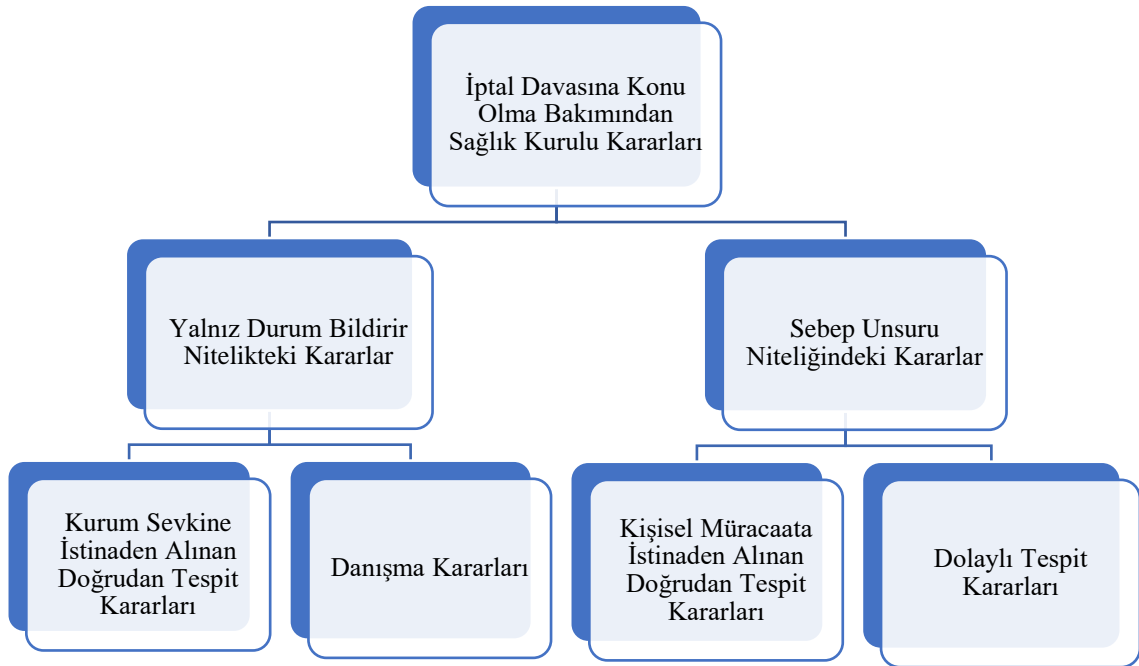 İptal Davasına Konu
Olma Bakımından
Sağlık Kurulu Kararları
Yalnız Durum Bildirir
Nitelikteki Kararlar
Sebep Unsuru
Niteliğindeki Kararlar
Kurum Sevkine
İstinaden Alınan
Doğrudan Tespit
Kararları
Danışma Kararları
Kişisel Müracaata
İstinaden Alınan
Doğrudan Tespit
Kararları
Dolaylı Tespit
Kararları